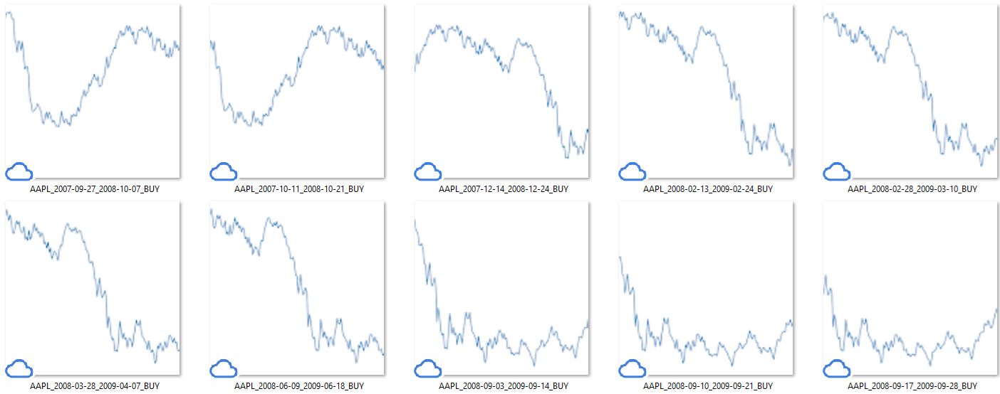 AAPL_2007-09-27_2008-10-07_BUY
AAPL_2007-10-11_2008-10-21_BUY
AAPL_2007-12-14_2008-12-24_BUY
AAPL_2008-02-13_2009-02-24_BUY
AAPL_2008-02-28_2009-03-10_BUY
AAPL_2008-03-28_2009-04-07_BUY
AAPL_2008-06-09_2009-06-18_BUY
AAPL_2008-09-03_2009-09-14_BUY
AAPL_2008-09-10_2009-09-21_BUY
AAPL_2008-09-17_2009-09-28_BUY